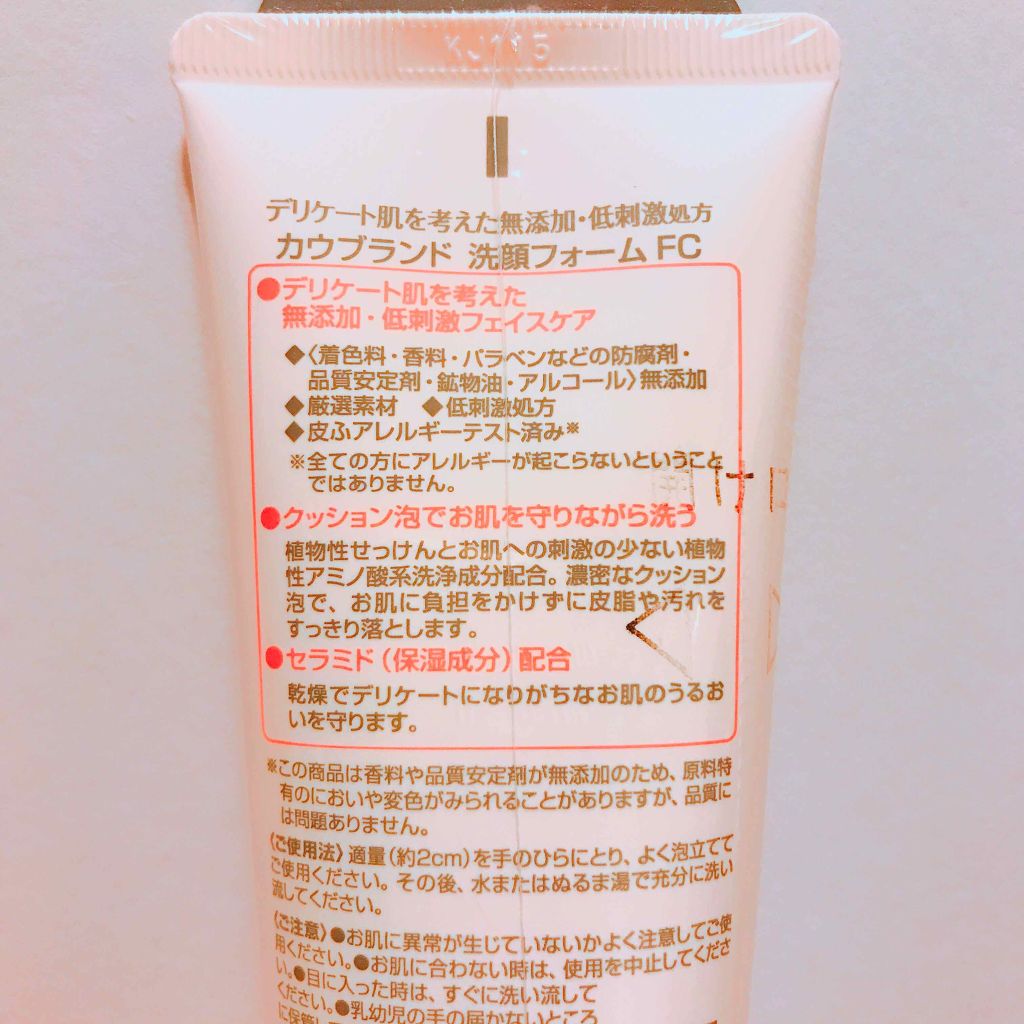 KJ115
デリケート肌を考えた無添加・低刺激処方
カウブランド 洗顔フォームFC
●デリケート肌を考えた
無添加・低刺激フェイスケア
◆〈着色料・香料・パラベンなどの防腐剤・
品質安定剤・鉱物油・アルコール〉無添加
◆厳選素材 ◆低刺激処方
◆皮ふアレルギーテスト済み※
※全ての方にアレルギーが起こらないということ
ではありません。
●クッション泡でお肌を守りながら洗う
植物性せっけんとお肌への刺激の少ない植物
性アミノ酸系洗浄成分配合。濃密なクッション
泡で、お肌に負担をかけずに皮脂や汚れを
すっきり落とします。
●セラミド（保湿成分）配合
乾燥でデリケートになりがちなお肌のうるお
いを守ります。
※この商品は香料や品質安定剤が無添加のため、原料特
有のにおいや変色がみられることがありますが、品質に
は問題ありません。
〈ご使用法〉適量（約2cm）を手のひらにとり、よく泡立てて
ご使用ください。その後、水またはぬるま湯で充分に洗い
流してください。
〈ご注意〉●お肌に異常が生じていないかよく注意してご使
用ください。●お肌に合わない時は、使用を中止してくださ
い。●目に入った時は、すぐに洗い流して
ください。●乳幼児の手の届かないところ
に保管し